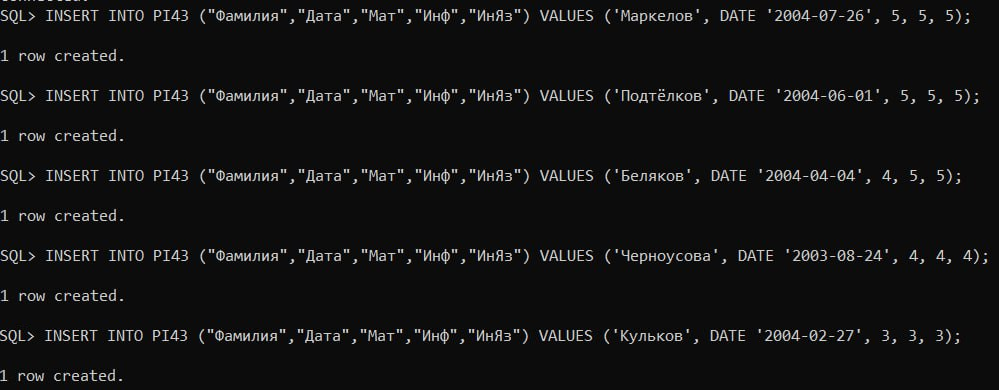 SQL> INSERT INTO PI43 ("Фамилия","Дата","Мат","Инф","ИнЯз") VALUES ('Маркелов', DATE '2004-07-26', 5, 5, 5);
1 row created.
SQL> INSERT INTO PI43 ("Фамилия","Дата","Мат","Инф","ИнЯз") VALUES ('Подтёлков', DATE '2004-06-01', 5, 5, 5);
1 row created.
SQL> INSERT INTO PI43 ("Фамилия","Дата","Мат","Инф","ИнЯз") VALUES ('Беляков', DATE '2004-04-04', 4, 5, 5);
1 row created.
SQL> INSERT INTO PI43 ("Фамилия","Дата","Мат","Инф","ИнЯз") VALUES ('Черноусова', DATE '2003-08-24', 4, 4, 4);
1 row created.
SQL> INSERT INTO PI43 ("Фамилия","Дата","Мат","Инф","ИнЯз") VALUES ('Кульков', DATE '2004-02-27', 3, 3, 3);
1 row created.